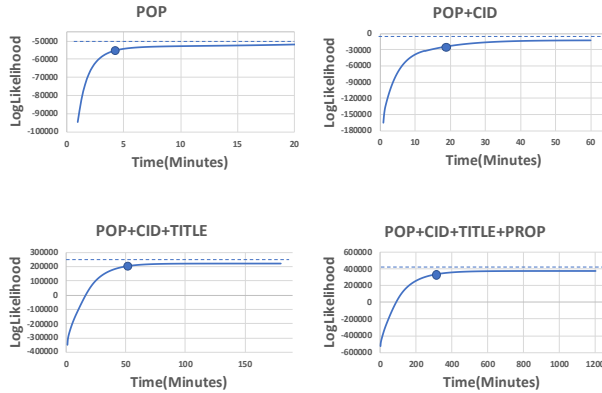 POP
LogLikelihood
-50000
-60000
-70000
-80000
-90000
-100000
0 5 10 15 20
Time(Minutes)
POP+CID
LogLikelihood
0
-30000
-60000
-90000
-120000
-150000
-180000
0 10 20 30 40 50 60
Time(Minutes)
POP+CID+TITLE
LogLikelihood
300000
200000
100000
0
-100000
-200000
-300000
-400000
0 50 100 150
Time(Minutes)
POP+CID+TITLE+PROP
LogLikelihood
600000
400000
200000
0
-200000
-400000
-600000
0 200 400 600 800 1000 1200
Time(Minutes)